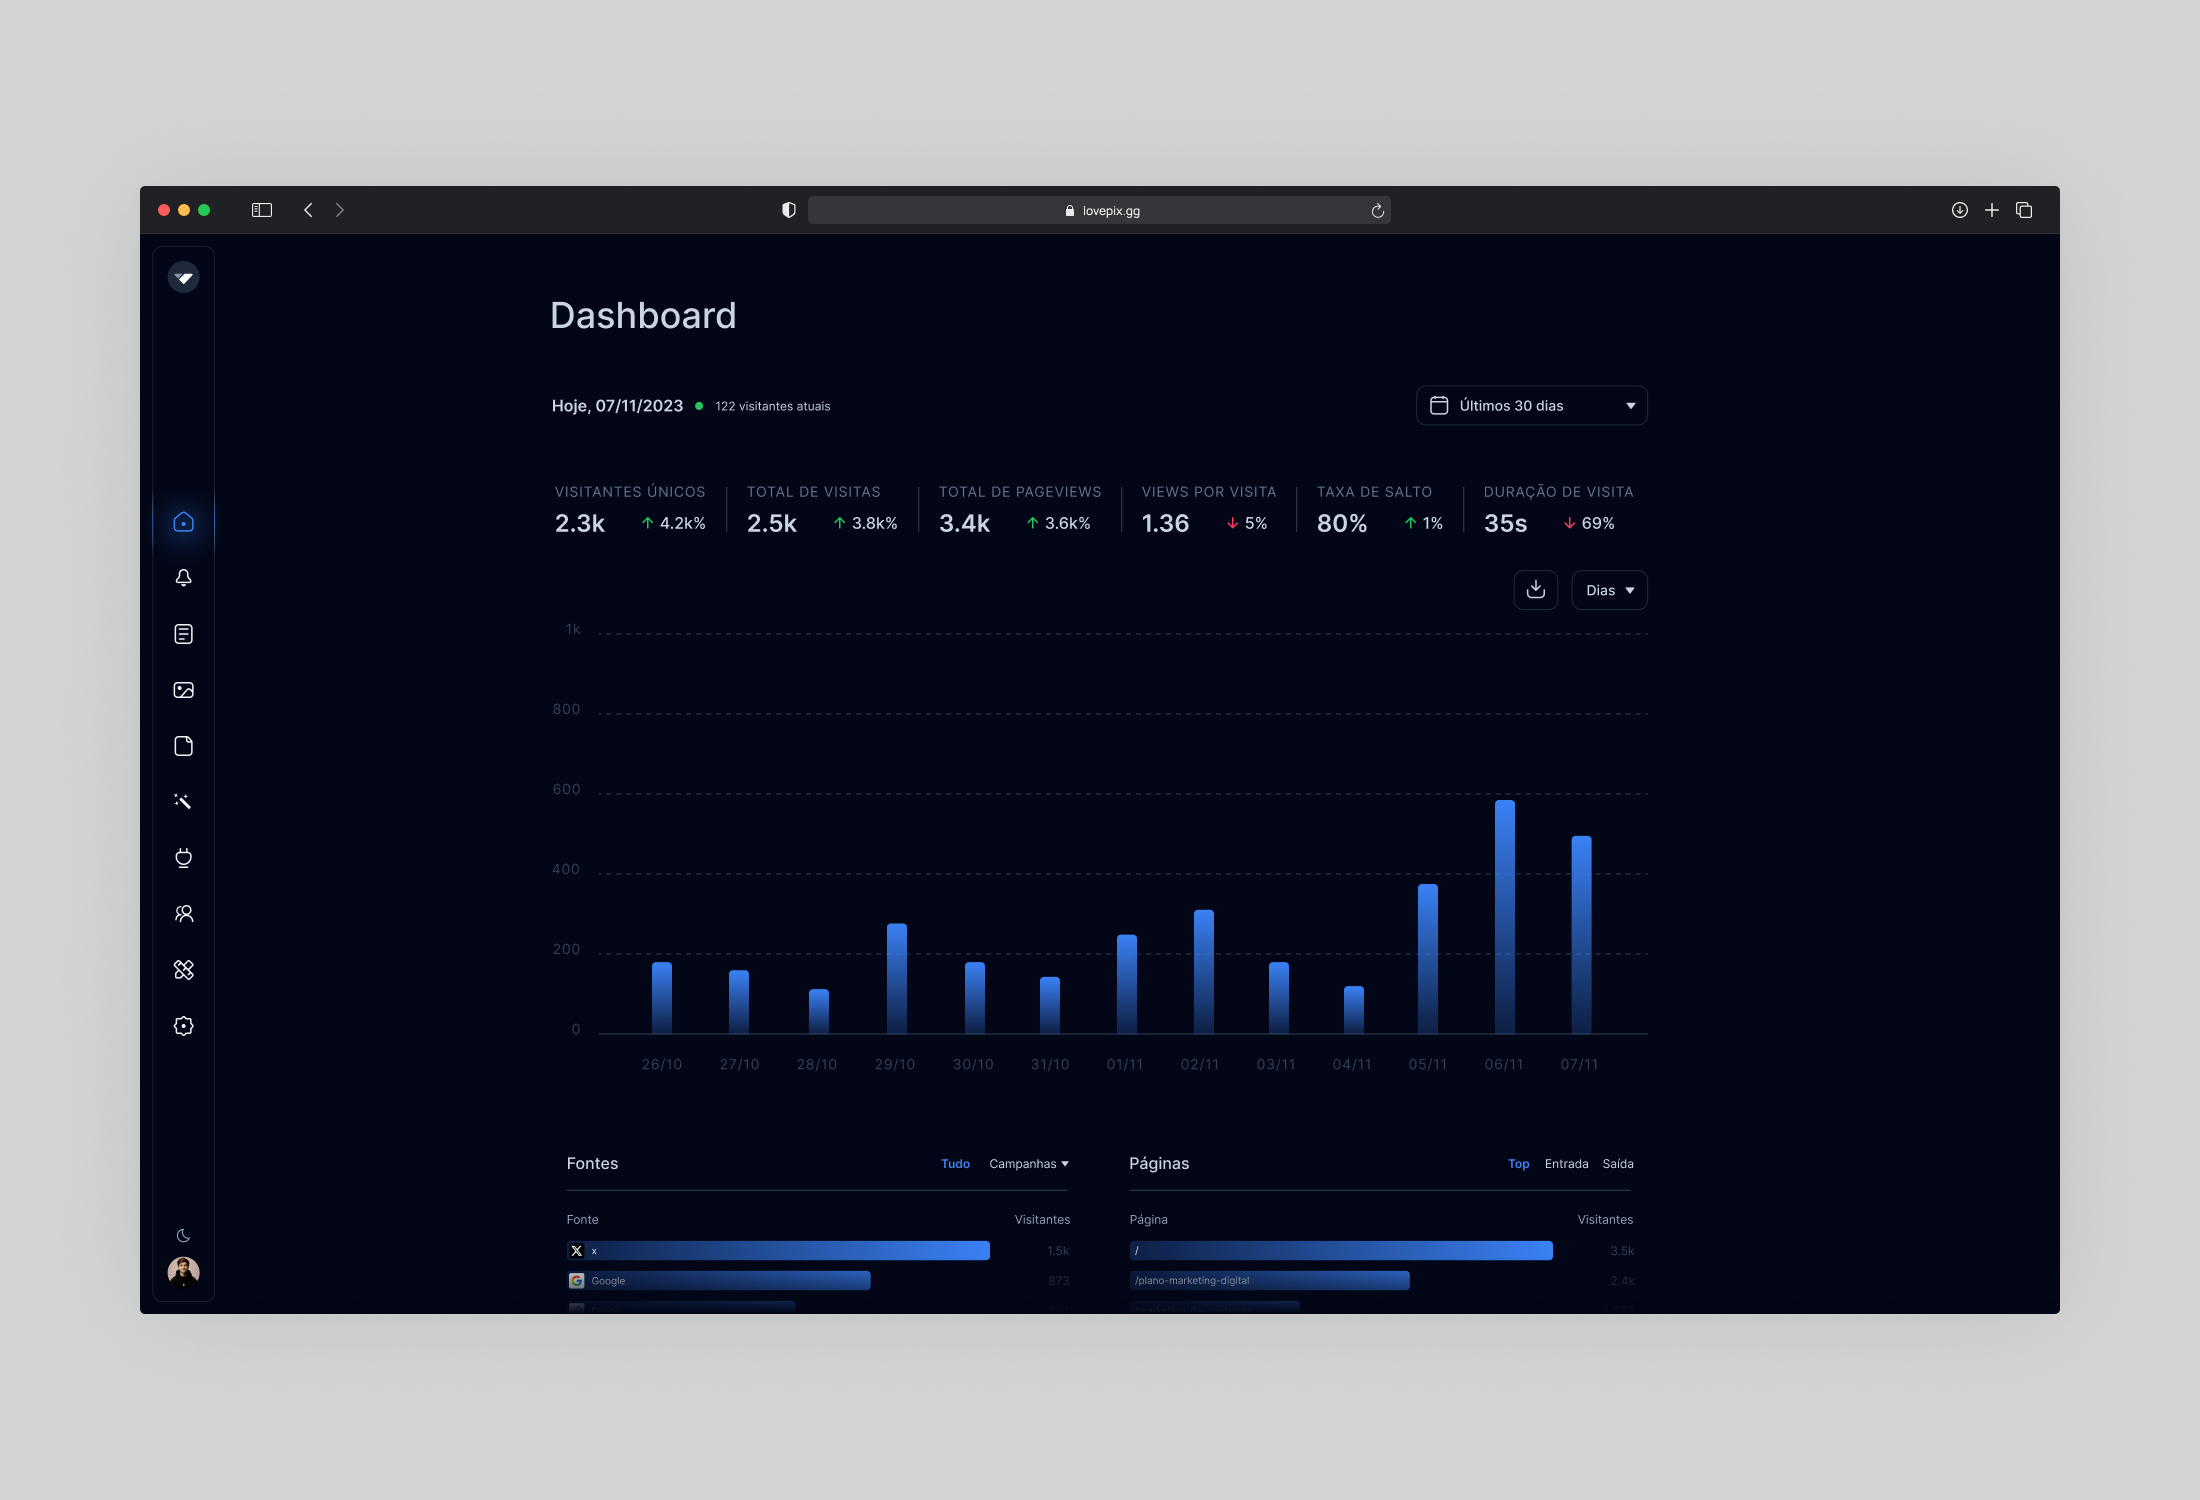 lovepix.gg
Dashboard
Hoje, 07/11/2023 122 visitantes atuais
Últimos 30 dias
VISITANTES ÚNICOS TOTAL DE VISITAS TOTAL DE PAGEVIEWS VIEWS POR VISITA TAXA DE SALTO DURAÇÃO DE VISITA
2.3k ↑ 4.2k% 2.5k ↑ 3.8k% 3.4k ↑ 3.6k% 1.36 ↓ 5% 80% ↑ 1% 35s ↓ 69%
Dias
1k
800
600
400
200
0
26/10 27/10 28/10 29/10 30/10 31/10 01/11 02/11 03/11 04/11 05/11 06/11 07/11
Fontes Tudo Campanhas
Fonte Visitantes
x 1.5k
Google 873
Páginas Top Entrada Saída
Página Visitantes
/ 3.5k
/plano-marketing-digital 2.4k